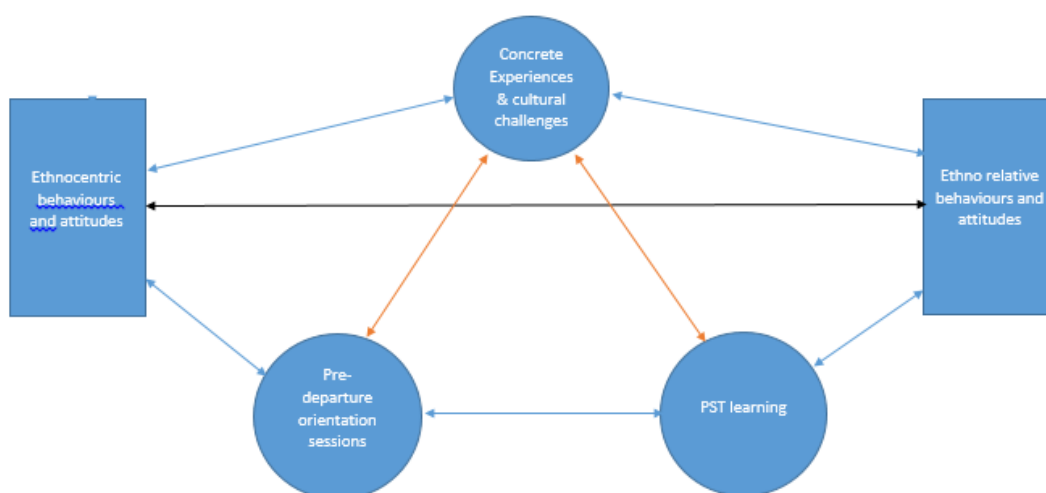 Concrete
Experiences
& cultural
challenges
Ethnocentric
behaviours
and attitudes
Ethno relative
behaviours and
attitudes
Pre-
departure
orientation
sessions
PST learning